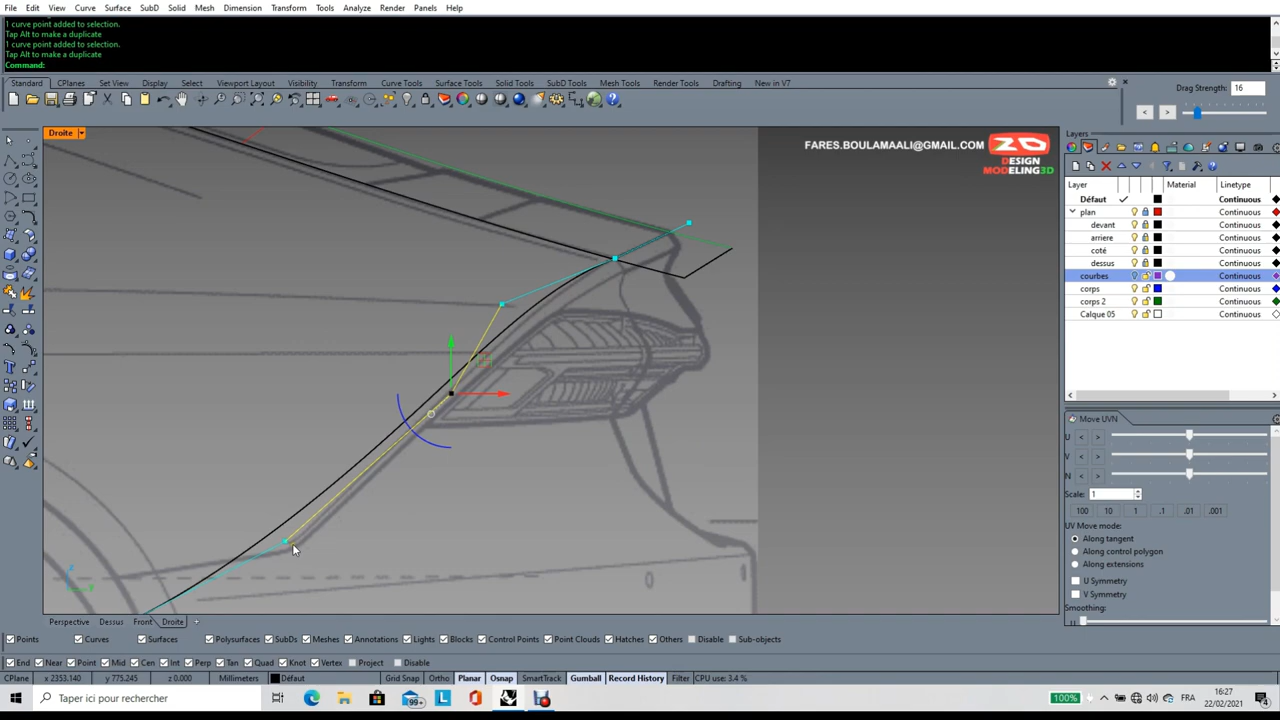 File Edit View Curve Surface SubD Solid Mesh Dimension Transform Tools Analyze Render Panels Help
1 curve point added to selection.
Tap Alt to make a duplicate
1 curve point added to selection.
Tap Alt to make a duplicate
Command:
Standard CPlanes Set View Display Select Viewport Layout Visibility Transform Curve Tools Surface Tools Solid Tools SubD Tools Mesh Tools Render Tools Drafting New in V7
Drag Strength: 16
< >
Droite
FARES.BOULAMAALI@GMAIL.COM
DESIGN
MODELING3D
Layers
Layer Material Linetype
Défaut Continuous
plan Continuous
devant Continuous
arriere Continuous
coté Continuous
dessus Continuous
courbes Continuous
corps Continuous
corps 2 Continuous
Calque 05 Continuous
Move UVN
U < >
V < >
N < >
Scale: 1
100 10 1 .1 .01 .001
UV Move mode:
Along tangent
Along control polygon
Along extensions
U Symmetry
V Symmetry
Smoothing:
U
Perspective Dessus Front Droite
Points Curves Surfaces Polysurfaces SubDs Meshes Annotations Lights Blocks Control Points Point Clouds Hatches Others Disable Sub-objects
End Near Point Mid Cen Int Perp Tan Quad Knot Vertex Project Disable
CPlane x 2353.140 y 775.245 z 0.000 Millimeters Défaut Grid Snap Ortho Planar Osnap SmartTrack Gumball Record History Filter CPU use: 3.4 %
Taper ici pour rechercher
99+
100%
FRA
16:27
22/02/2021